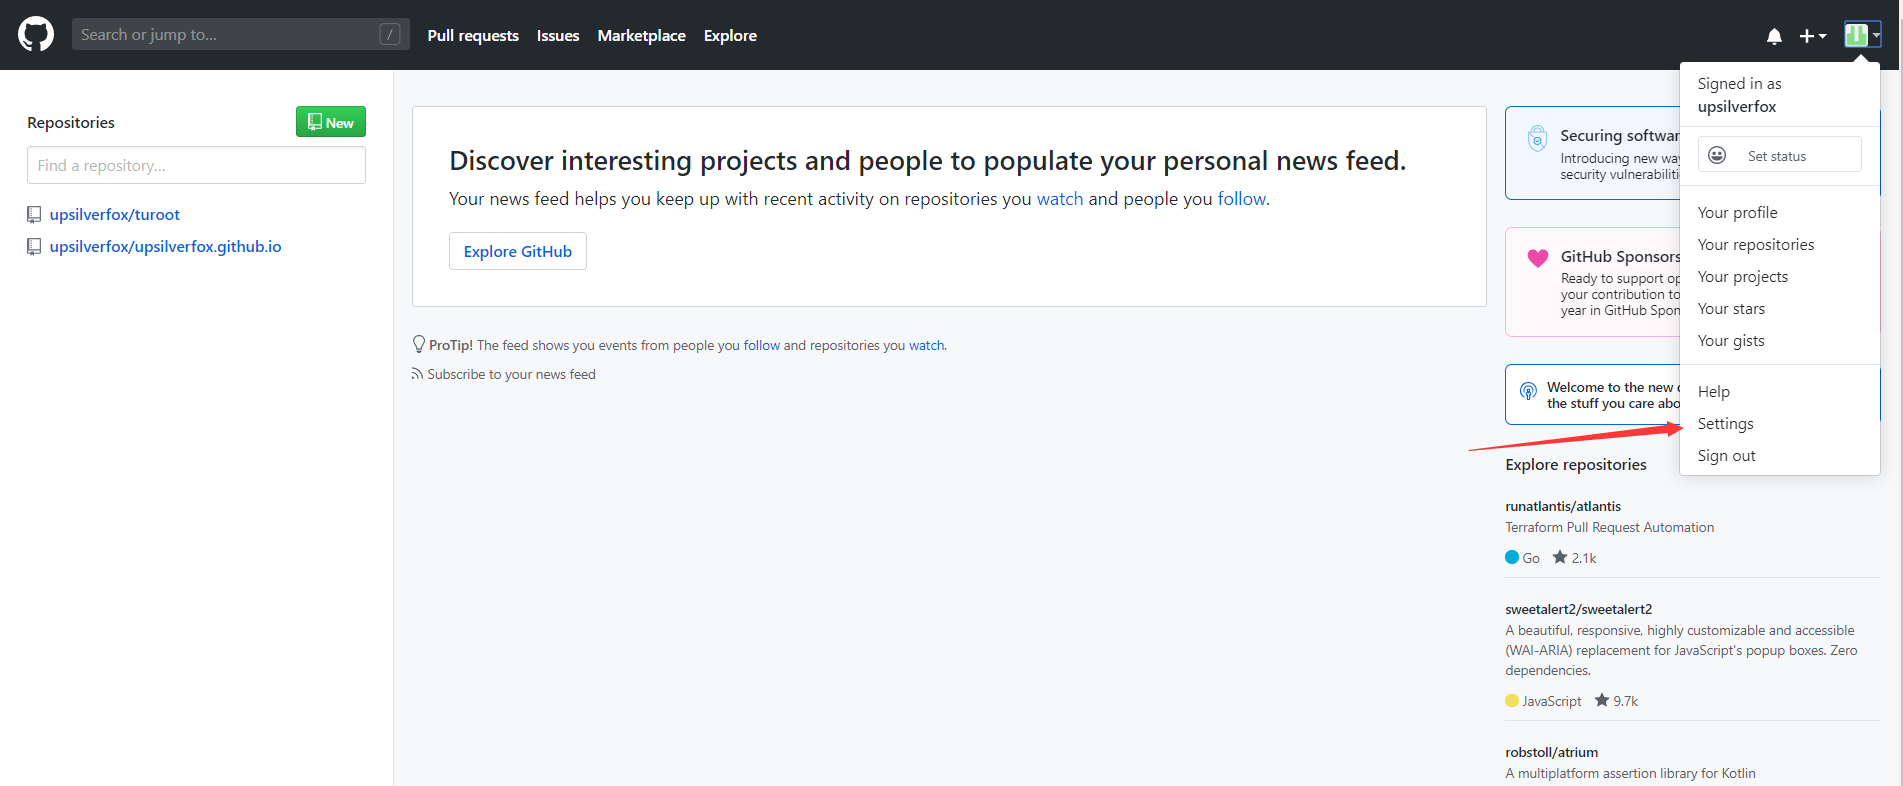 Search or jump to... /
Pull requests
Issues
Marketplace
Explore
Repositories
New
Find a repository...
upsilverfox/turoot
upsilverfox/upsilverfox.github.io
Discover interesting projects and people to populate your personal news feed.
Your news feed helps you keep up with recent activity on repositories you watch and people you follow.
Explore GitHub
ProTip! The feed shows you events from people you follow and repositories you watch.
Subscribe to your news feed
Securing softwar
Introducing new wa
security vulnerabiliti
GitHub Sponsors
Ready to support op
your contribution to
year in GitHub Spon
Welcome to the new
the stuff you care abo
Signed in as
upsilverfox
Set status
Your profile
Your repositories
Your projects
Your stars
Your gists
Help
Settings
Sign out
Explore repositories
runatlantis/atlantis
Terraform Pull Request Automation
Go 2.1k
sweetalert2/sweetalert2
A beautiful, responsive, highly customizable and accessible
(WAI-ARIA) replacement for JavaScript's popup boxes. Zero
dependencies.
JavaScript 9.7k
robstoll/atrium
A multiplatform assertion library for Kotlin